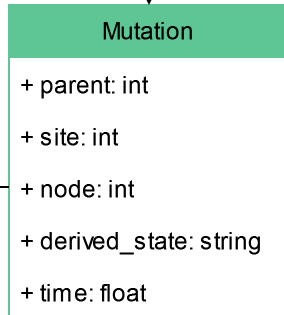 Mutation
+ parent: int
+ site: int
+ node: int
+ derived_state: string
+ time: float